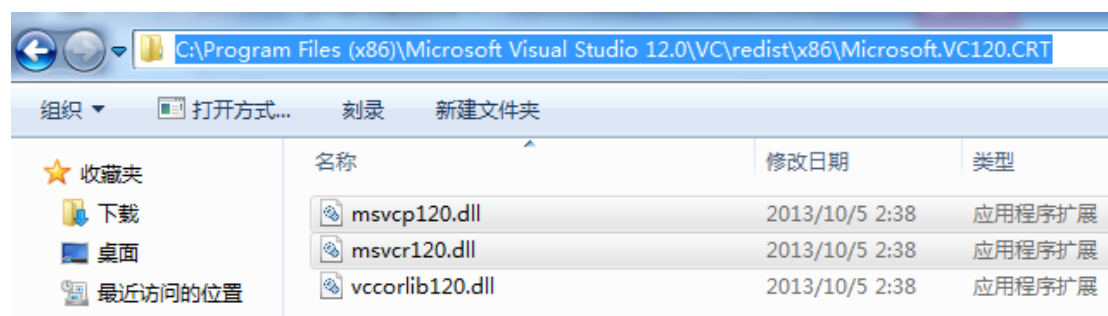 C:\Program Files (x86)\Microsoft Visual Studio 12.0\VC\redist\x86\Microsoft.VC120.CRT
组织 打开方式... 刻录 新建文件夹
收藏夹
下载
桌面
最近访问的位置
名称 修改日期 类型
msvcp120.dll 2013/10/5 2:38 应用程序扩展
msvcr120.dll 2013/10/5 2:38 应用程序扩展
vccorlib120.dll 2013/10/5 2:38 应用程序扩展